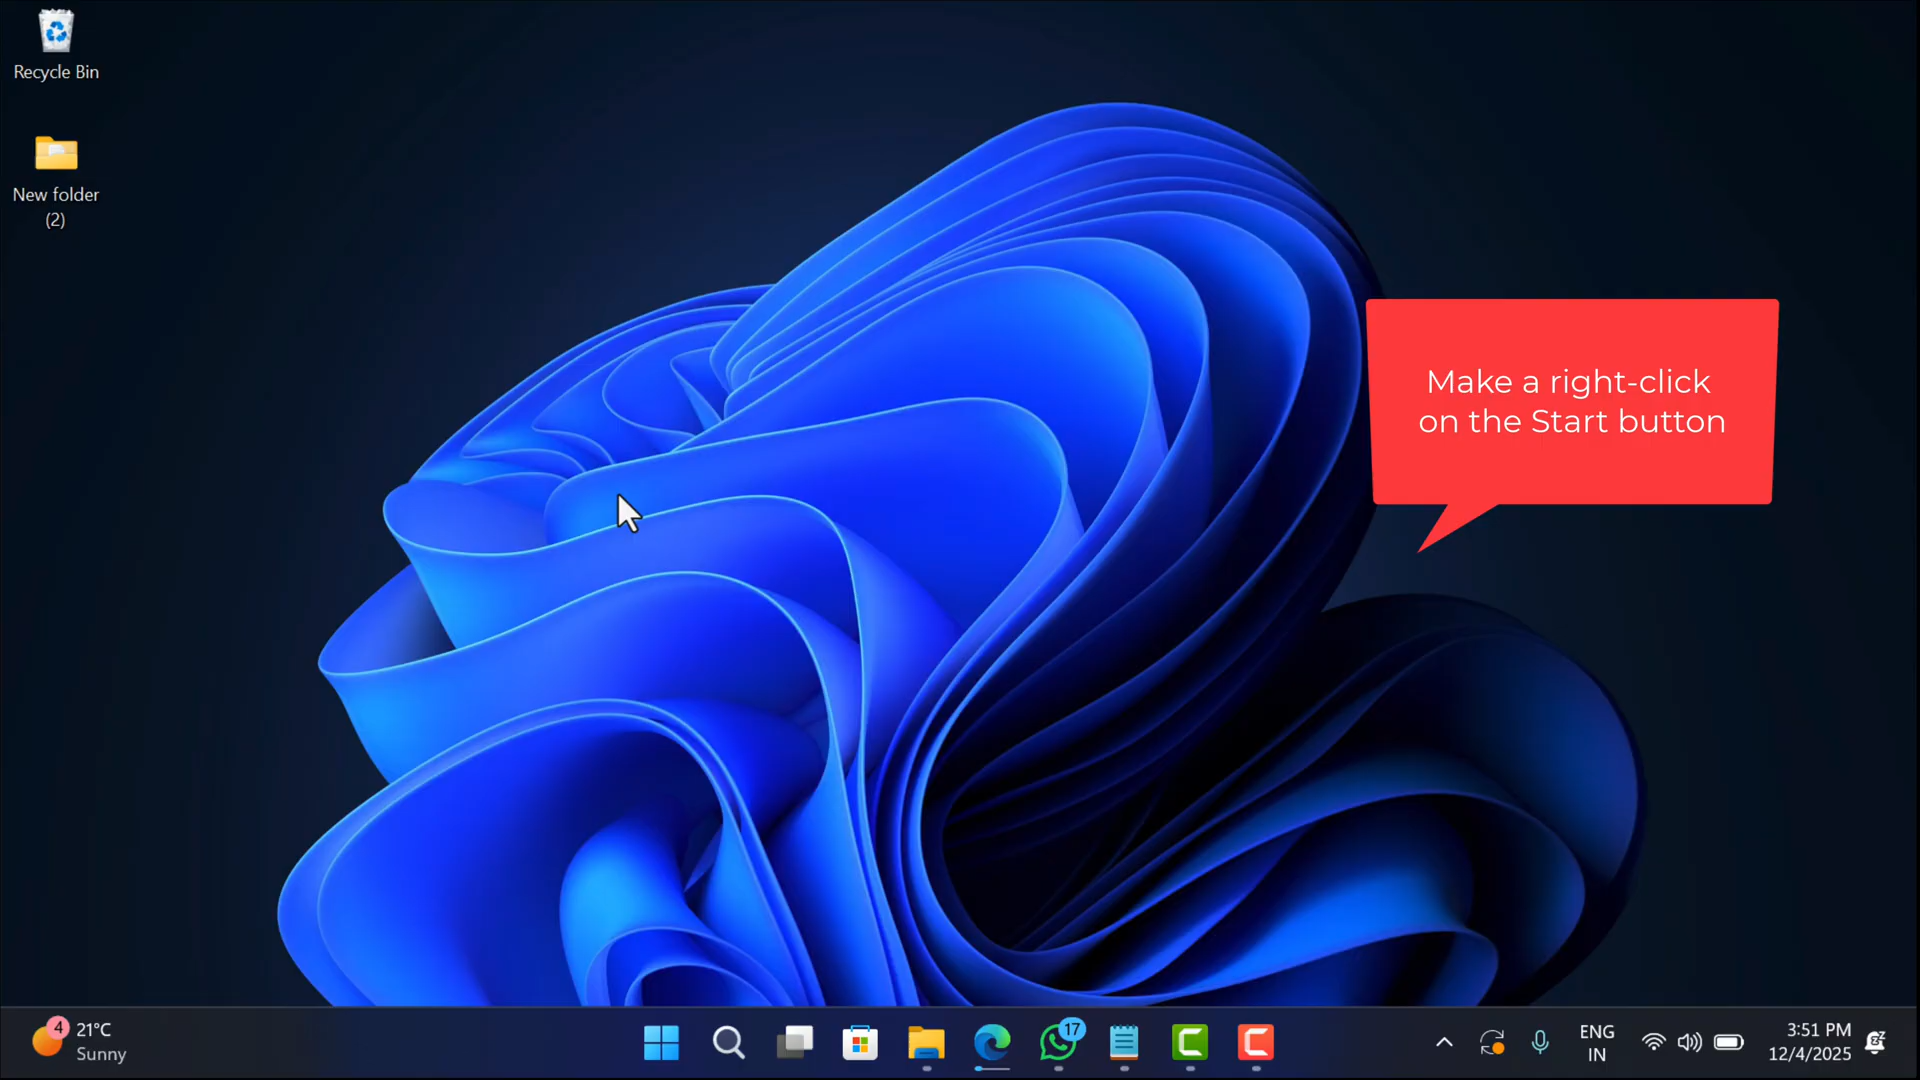 Recycle Bin
New folder
(2)
Make a right-click
on the Start button
4
21°C
Sunny
17
ENG
IN
3:51 PM
12/4/2025